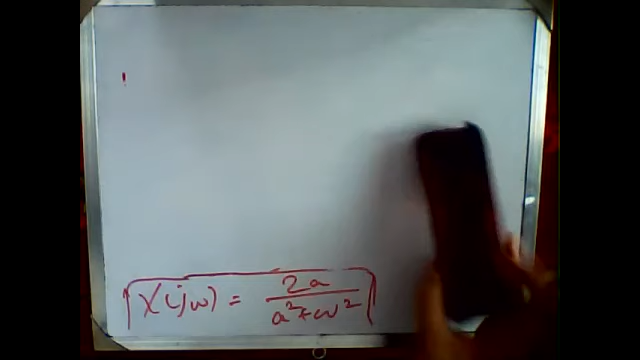 X(jω) = 2a / a²+ω²